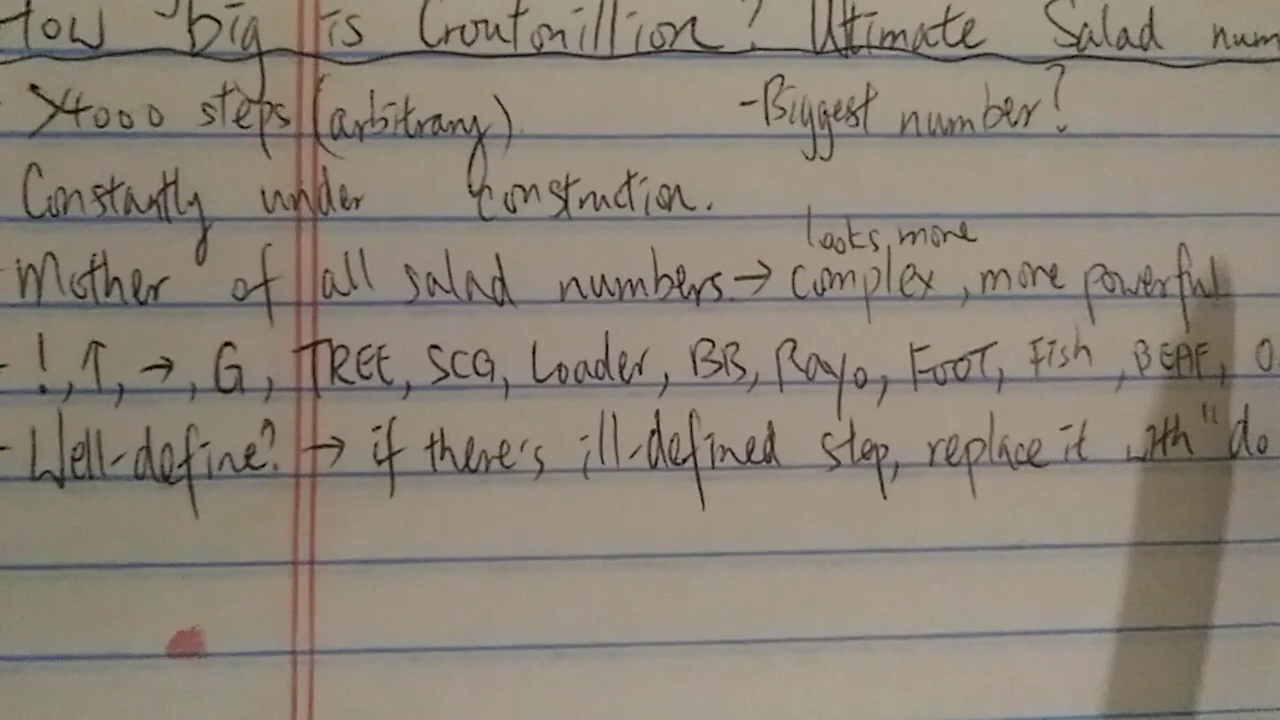 How big is Croutonillion? Ultimate Salad num
>4000 steps (arbitrary). -Biggest number?
Constantly under construction.
looks more
Mother of all salad numbers. → complex, more powerful
- !, ↑, →, G, TREE, SCG, Loader, BB, Rayo, FOOT, Fish, BEAF, O
- Well-define? → if there's ill-defined step, replace it with "do